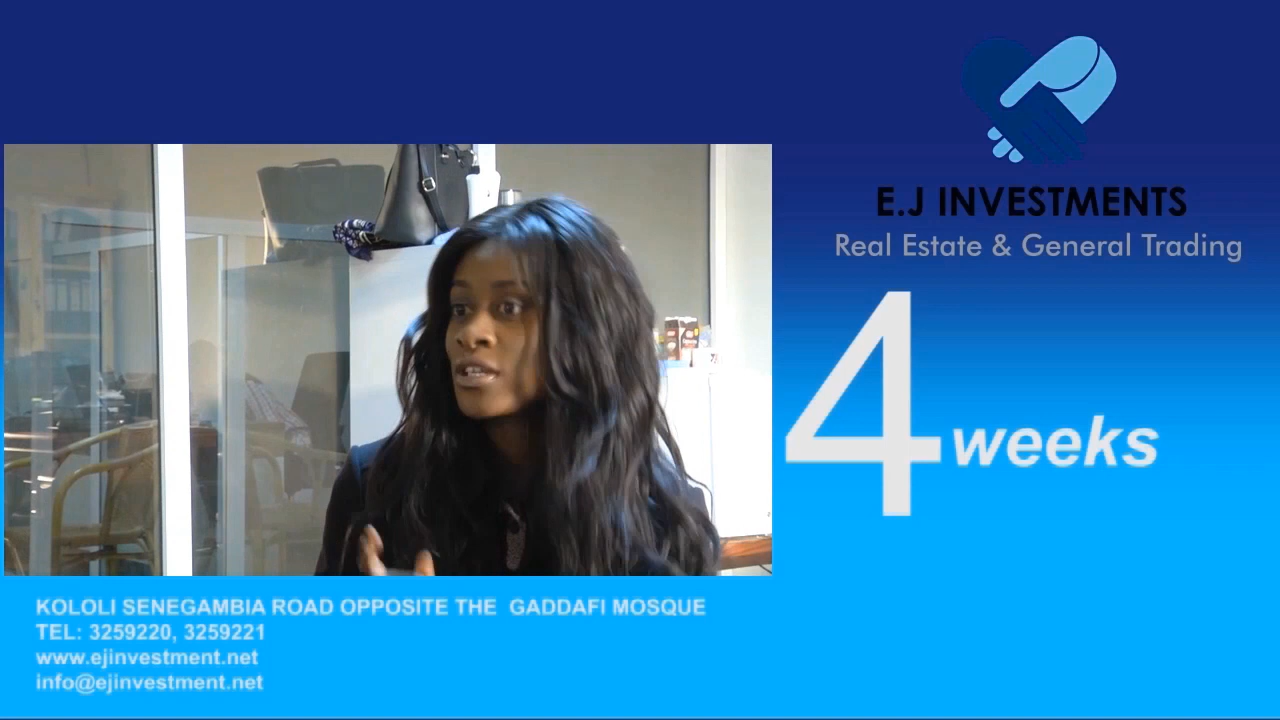 E.J INVESTMENTS
Real Estate & General Trading
4 weeks
KOLOLI SENEGAMBIA ROAD OPPOSITE THE GADDAFI MOSQUE
TEL: 3259220, 3259221
www.ejinvestment.net
info@ejinvestment.net